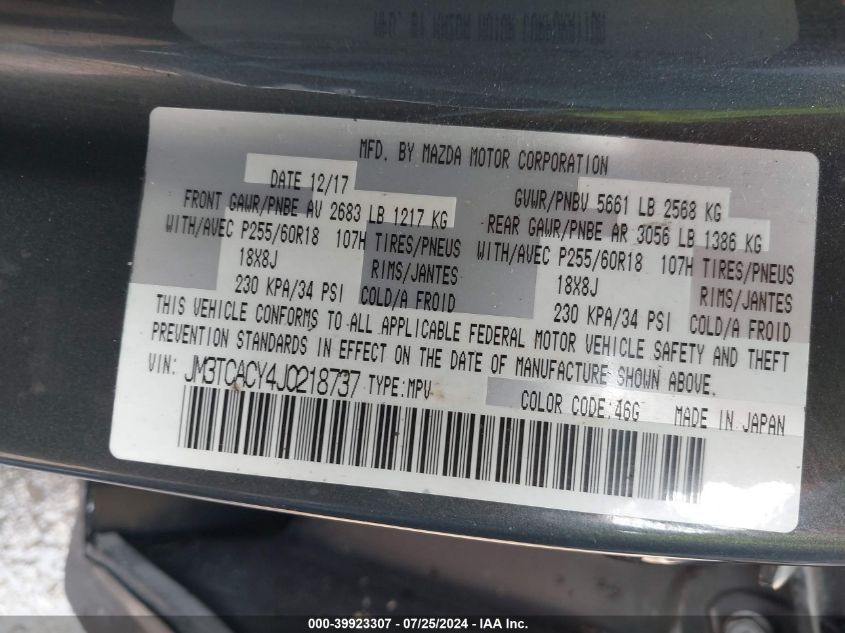 MFD. BY MAZDA MOTOR CORPORATION
DATE 12/17 GVWR/PNBV 5661 LB 2568 KG
FRONT GAWR/PNBE AV 2683 LB 1217 KG REAR GAWR/PNBE AR 3056 LB 1386 KG
WITH/AVEC P255/60R18 107H TIRES/PNEUS WITH/AVEC P255/60R18 107H TIRES/PNEUS
18X8J RIMS/JANTES 18X8J RIMS/JANTES
230 KPA/34 PSI COLD/A FROID 230 KPA/34 PSI COLD/A FROID
THIS VEHICLE CONFORMS TO ALL APPLICABLE FEDERAL MOTOR VEHICLE SAFETY AND THEFT
PREVENTION STANDARDS IN EFFECT ON THE DATE OF MANUFACTURE SHOWN ABOVE.
VIN: JM3TCACY4J0218737 TYPE:MPV
COLOR CODE:46G MADE IN JAPAN
000-39923307 - 07/25/2024 - IAA Inc.